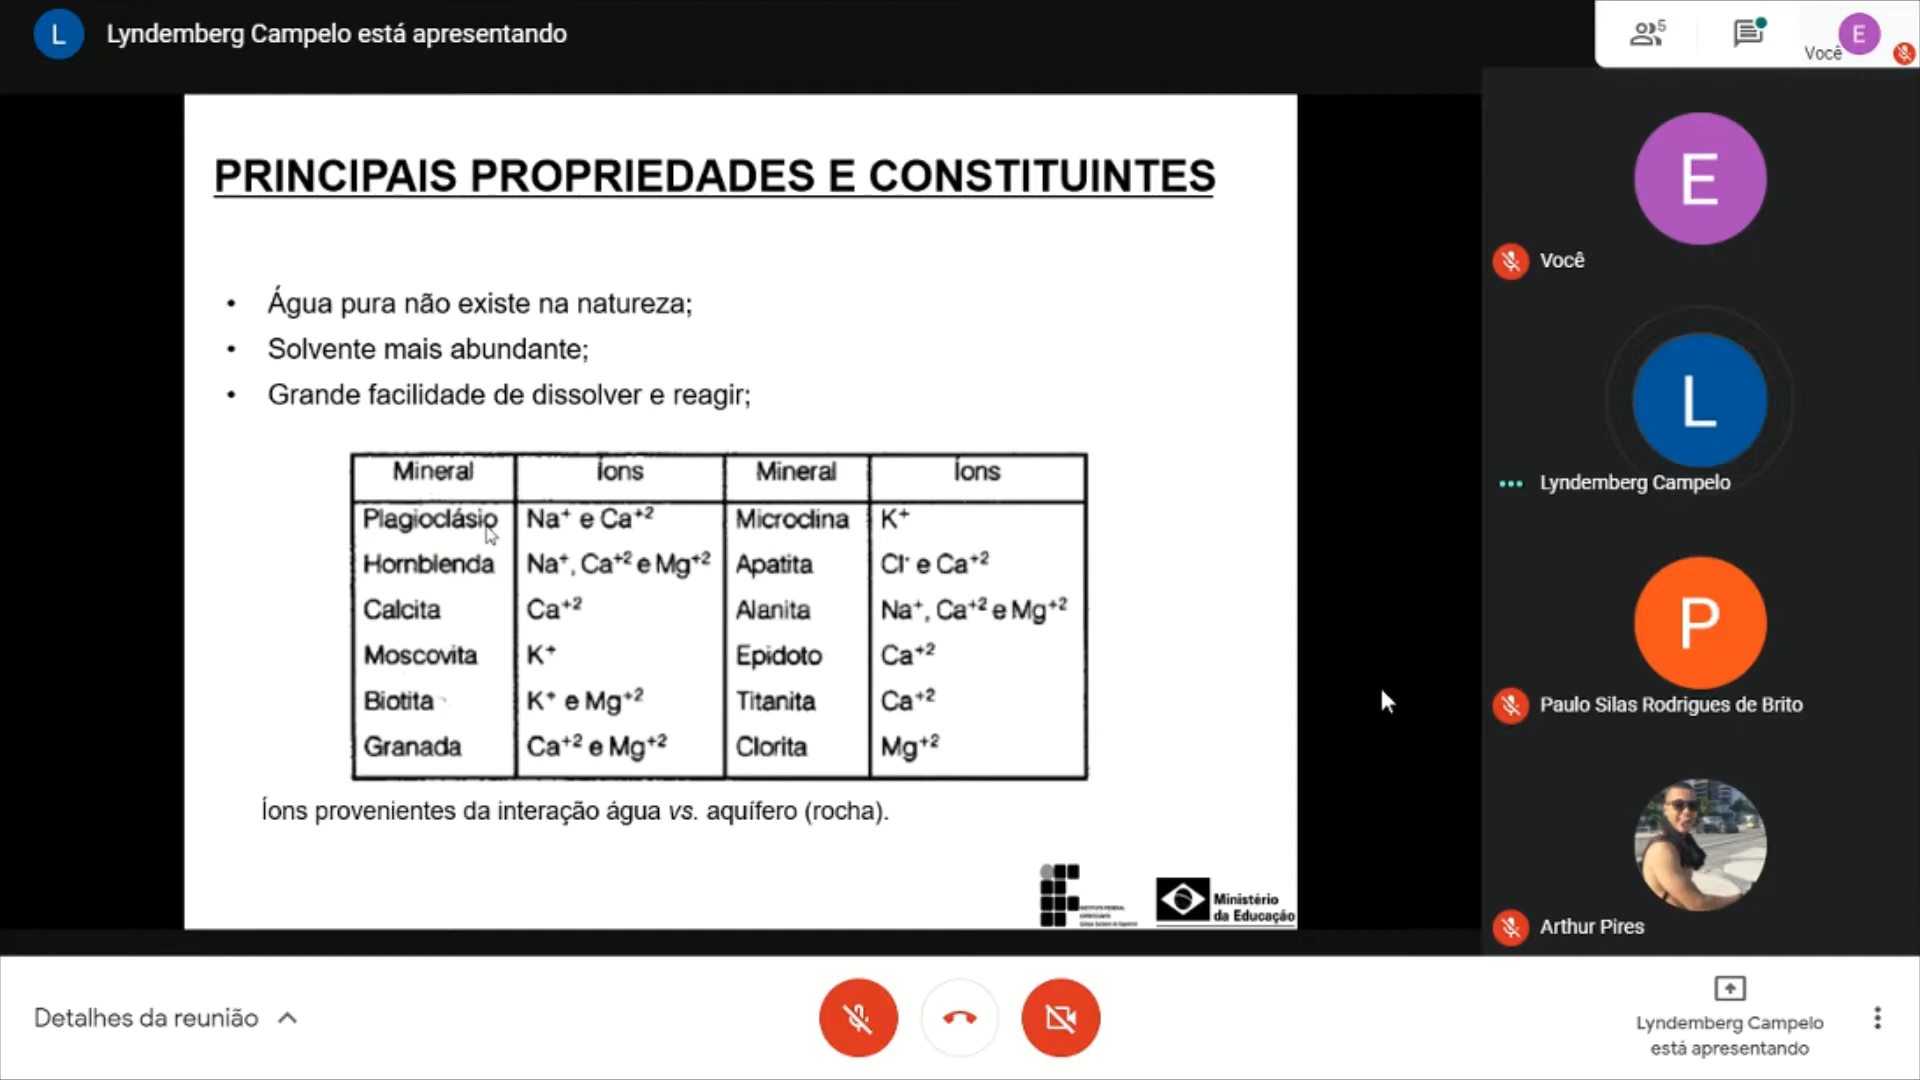 L
Lyndemberg Campelo está apresentando
5
Você
E
PRINCIPAIS PROPRIEDADES E CONSTITUINTES
• Água pura não existe na natureza;
• Solvente mais abundante;
• Grande facilidade de dissolver e reagir;
Mineral Íons Mineral Íons
Plagioclásio Na⁺ e Ca⁺² Microclina K⁺
Hornblenda Na⁺, Ca⁺² e Mg⁺² Apatita Cl⁻ e Ca⁺²
Calcita Ca⁺² Alanita Na⁺, Ca⁺² e Mg⁺²
Moscovita K⁺ Epidoto Ca⁺²
Biotita K⁺ e Mg⁺² Titanita Ca⁺²
Granada Ca⁺² e Mg⁺² Clorita Mg⁺²
Íons provenientes da interação água vs. aquífero (rocha).
Ministério
da Educação
E
Você
L
Lyndemberg Campelo
P
Paulo Silas Rodrigues de Brito
Arthur Pires
Detalhes da reunião
Lyndemberg Campelo
está apresentando